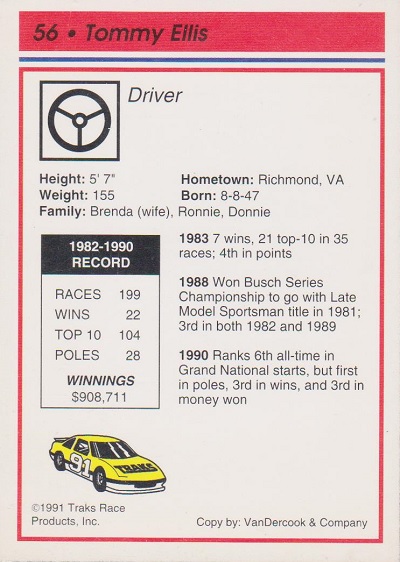 56 • Tommy Ellis
Driver
Height: 5' 7"
Weight: 155
Hometown: Richmond, VA
Born: 8-8-47
Family: Brenda (wife), Ronnie, Donnie
1982-1990
RECORD
RACES 199
WINS 22
TOP 10 104
POLES 28
WINNINGS
$908,711
1983 7 wins, 21 top-10 in 35
races; 4th in points
1988 Won Busch Series
Championship to go with Late
Model Sportsman title in 1981;
3rd in both 1982 and 1989
1990 Ranks 6th all-time in
Grand National starts, but first
in poles, 3rd in wins, and 3rd in
money won
91
TRAKS
©1991 Traks Race
Products, Inc.
Copy by: VanDercook & Company